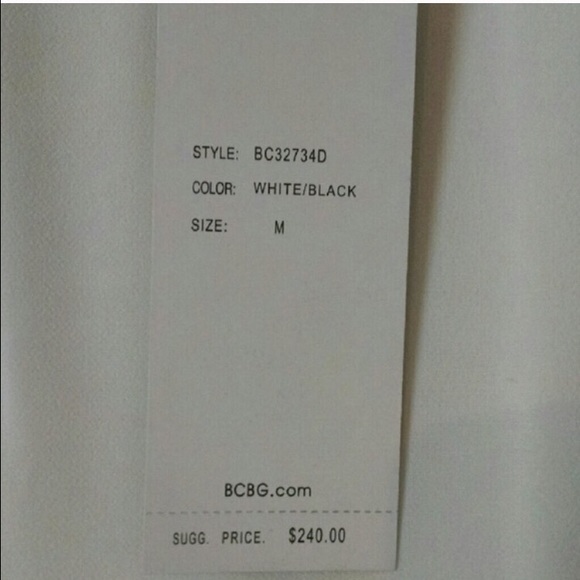 STYLE: BC32734D
COLOR: WHITE/BLACK
SIZE: M
BCBG.com
SUGG. PRICE. $240.00